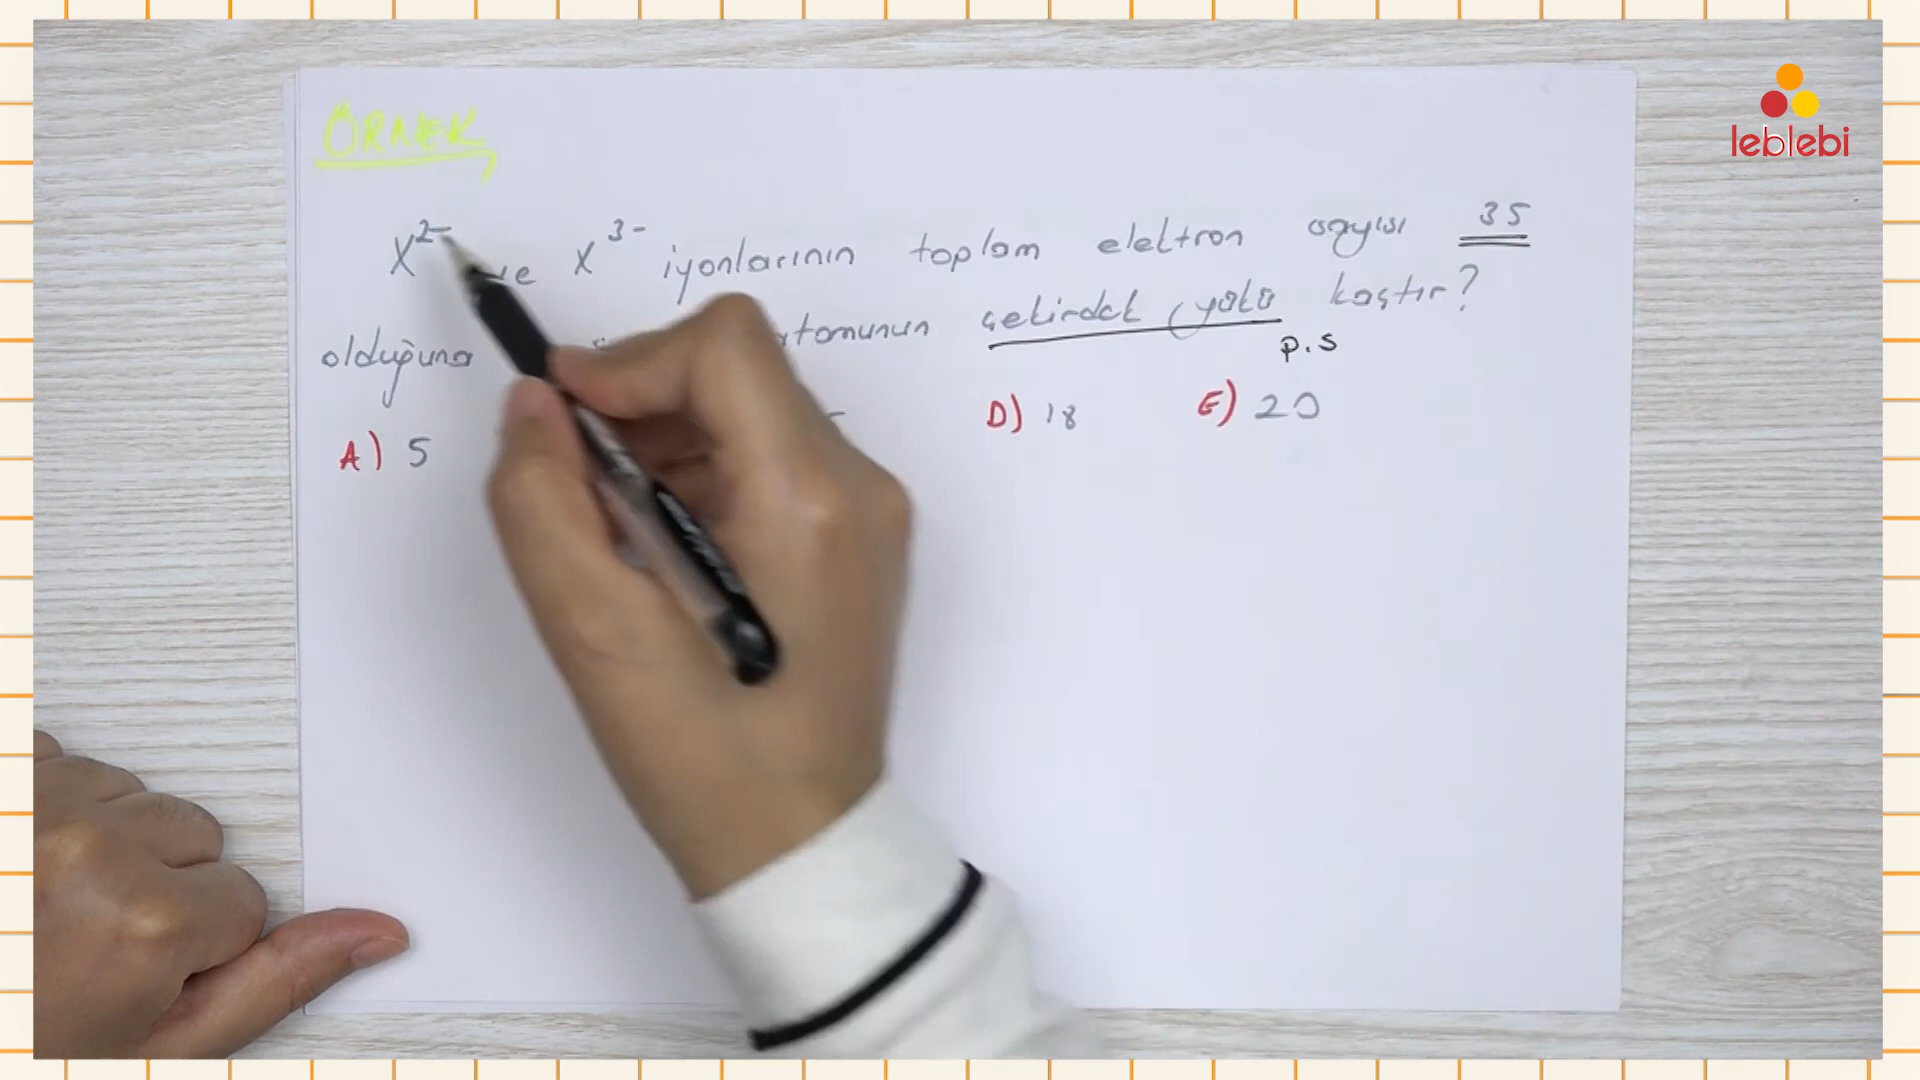 ÖRNEK
leblebi
X2- ve X3- iyonlarının toplam elektron sayısı 35
olduğuna atomunun çekirdek yükü kaçtır?
p.s
A) 5 D) 18 E) 20